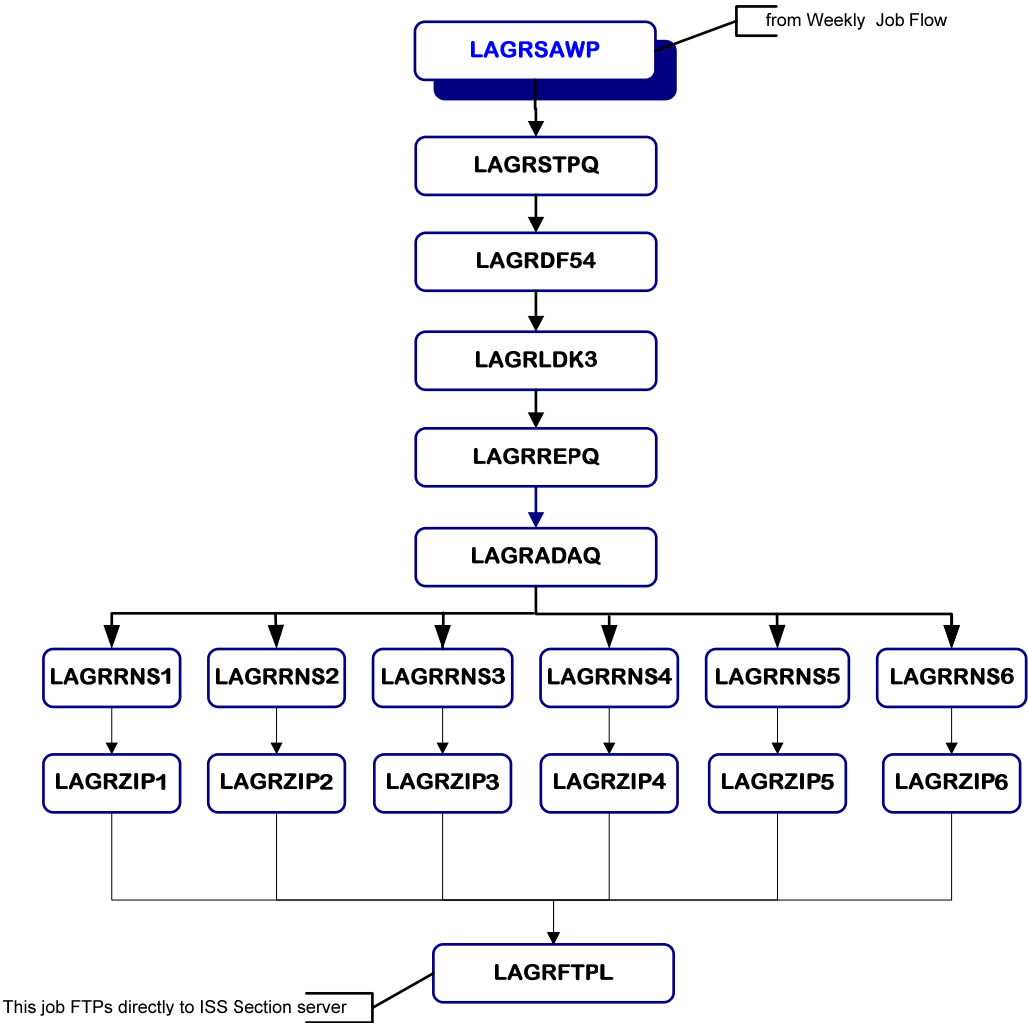 from Weekly Job Flow
LAGRSAWP
LAGRSTPQ
LAGRDF54
LAGRLDK3
LAGRREPQ
LAGRADAQ
LAGRRNS1 LAGRRNS2 LAGRRNS3 LAGRRNS4 LAGRRNS5 LAGRRNS6
LAGRZIP1 LAGRZIP2 LAGRZIP3 LAGRZIP4 LAGRZIP5 LAGRZIP6
LAGRFTPL
This job FTPs directly to ISS Section server